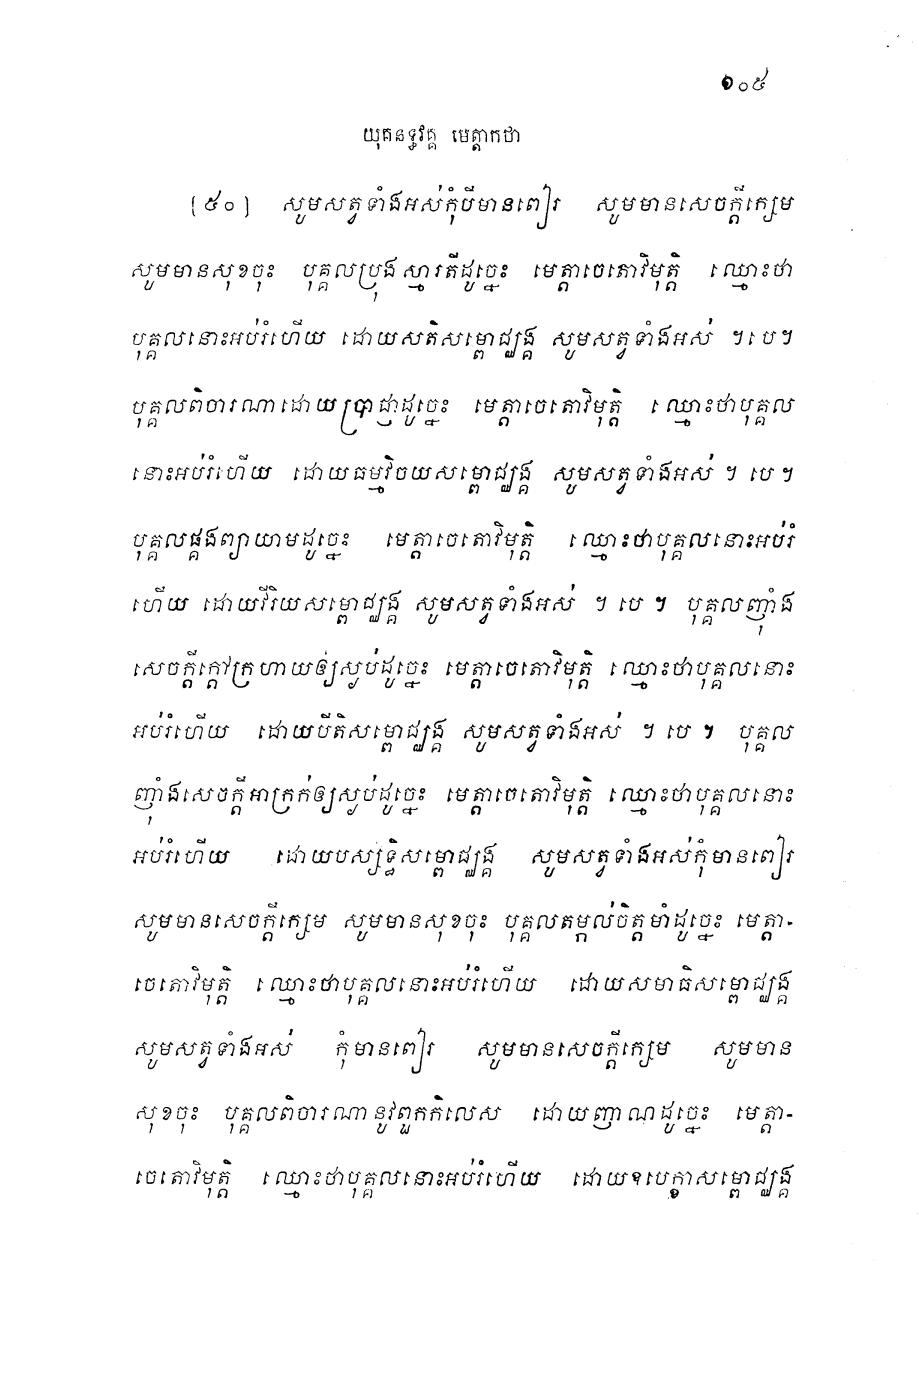 ១០៥
យុគនទ្ធវគ្គ មេត្តាកថា
[៥០] សូមសត្វទាំងអស់កុំបីមានពៀរ សូមមានសេចក្តីក្សេម
សូមមានសុខចុះ បុគ្គលប្រុងស្មារតីដូច្នេះ មេត្តាចេតោវិមុត្តិ ឈ្មោះថា
បុគ្គលនោះអប់រំហើយ ដោយសតិសម្ពោជ្ឈង្គ សូមសត្វទាំងអស់ ។បេ។
បុគ្គលពិចារណាដោយប្រាជ្ញាដូច្នេះ មេត្តាចេតោវិមុត្តិ ឈ្មោះថាបុគ្គល
នោះអប់រំហើយ ដោយធម្មវិចយសម្ពោជ្ឈង្គ សូមសត្វទាំងអស់ ។ បេ ។
បុគ្គលផ្គងព្យាយាមដូច្នេះ មេត្តាចេតោវិមុត្តិ ឈ្មោះថាបុគ្គលនោះអប់រំ
ហើយ ដោយវីរិយសម្ពោជ្ឈង្គ សូមសត្វទាំងអស់ ។ បេ ។ បុគ្គលញ៉ាំង
សេចក្តីក្តៅក្រហាយឲ្យស្ងប់ដូច្នេះ មេត្តាចេតោវិមុត្តិ ឈ្មោះថាបុគ្គលនោះ
អប់រំហើយ ដោយបីតិសម្ពោជ្ឈង្គ សូមសត្វទាំងអស់ ។ បេ ។ បុគ្គល
ញ៉ាំងសេចក្តីអាក្រក់ឲ្យស្ងប់ដូច្នេះ មេត្តាចេតោវិមុត្តិ ឈ្មោះថាបុគ្គលនោះ
អប់រំហើយ ដោយបស្សទ្ធិសម្ពោជ្ឈង្គ សូមសត្វទាំងអស់កុំមានពៀរ
សូមមានសេចក្តីក្សេម សូមមានសុខចុះ បុគ្គលតម្កល់ចិត្តមាំដូច្នេះ មេត្តា-
ចេតោវិមុត្តិ ឈ្មោះថាបុគ្គលនោះអប់រំហើយ ដោយសមាធិសម្ពោជ្ឈង្គ
សូមសត្វទាំងអស់ កុំមានពៀរ សូមមានសេចក្តីក្សេម សូមមាន
សុខចុះ បុគ្គលពិចារណានូវពួកកិលេស ដោយញាណដូច្នេះ មេត្តា-
ចេតោវិមុត្តិ ឈ្មោះថាបុគ្គលនោះអប់រំហើយ ដោយឧបេក្ខាសម្ពោជ្ឈង្គ